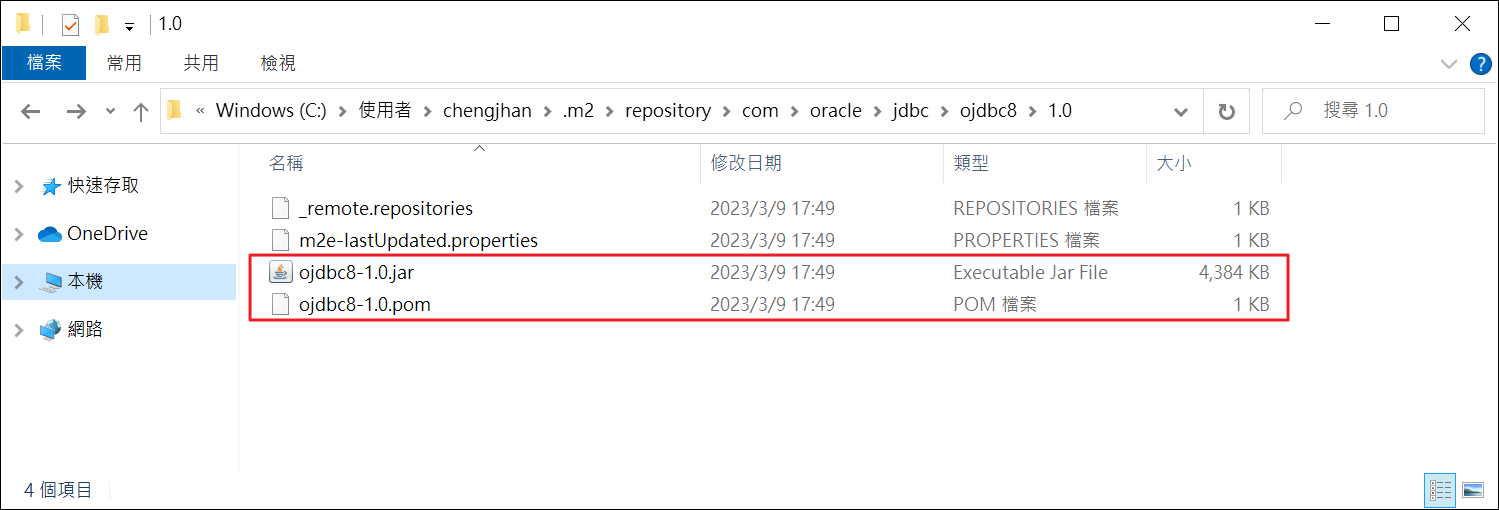 1.0
檔案 常用 共用 檢視 ?
« Windows (C:) > 使用者 > chengjhan > .m2 > repository > com > oracle > jdbc > ojdbc8 > 1.0 搜尋 1.0
名稱 修改日期 類型 大小
快速存取
OneDrive
本機
網路
_remote.repositories 2023/3/9 17:49 REPOSITORIES 檔案 1 KB
m2e-lastUpdated.properties 2023/3/9 17:49 PROPERTIES 檔案 1 KB
ojdbc8-1.0.jar 2023/3/9 17:49 Executable Jar File 4,384 KB
ojdbc8-1.0.pom 2023/3/9 17:49 POM 檔案 1 KB
4 個項目